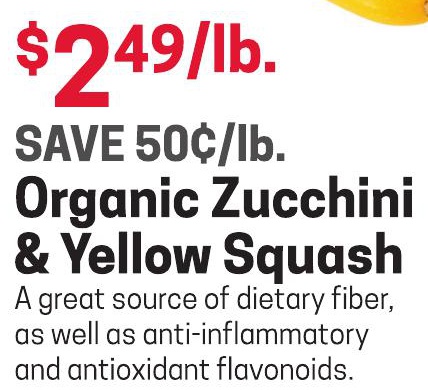 $2 49/lb.
SAVE 50¢/lb.
Organic Zucchini
& Yellow Squash
A great source of dietary fiber,
as well as anti-inflammatory
and antioxidant flavonoids.